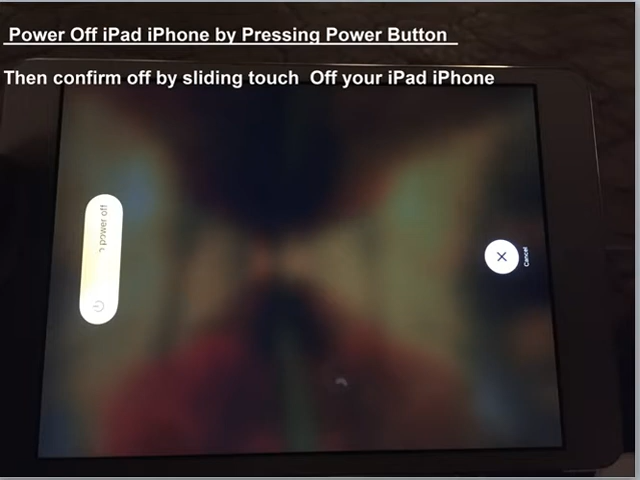 Power Off iPad iPhone by Pressing Power Button
Then confirm off by sliding touch  Off your iPad iPhone
power off
Cancel